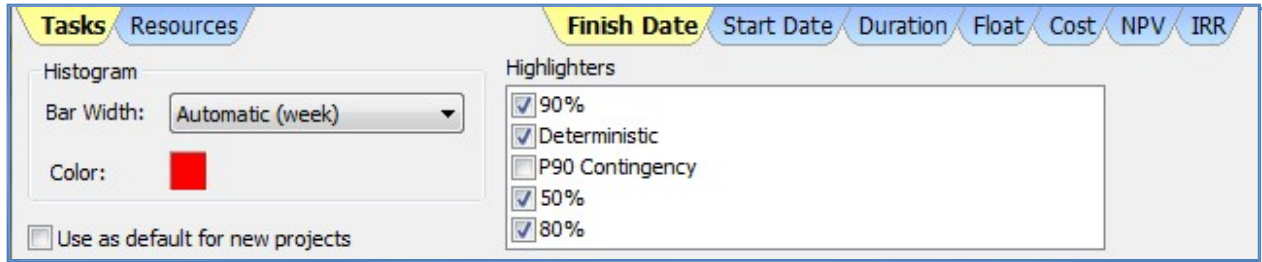 Tasks Resources Finish Date Start Date Duration Float Cost NPV IRR
Histogram
Bar Width: Automatic (week)
Color:
Use as default for new projects
Highlighters
90%
Deterministic
P90 Contingency
50%
80%